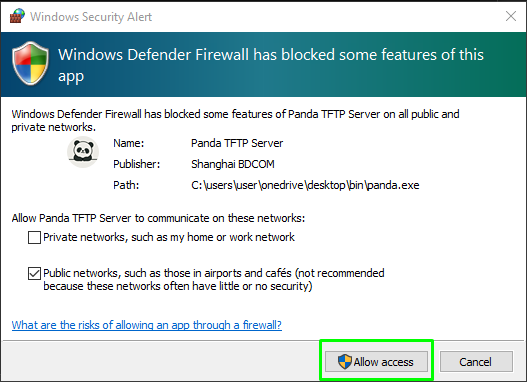 Windows Security Alert
Windows Defender Firewall has blocked some features of this
app
Windows Defender Firewall has blocked some features of Panda TFTP Server on all public and
private networks.
Name: Panda TFTP Server
Publisher: Shanghai BDCOM
Path: C:\users\user\onedrive\desktop\bin\panda.exe
Allow Panda TFTP Server to communicate on these networks:
Private networks, such as my home or work network
Public networks, such as those in airports and cafés (not recommended
because these networks often have little or no security)
What are the risks of allowing an app through a firewall?
Allow access Cancel